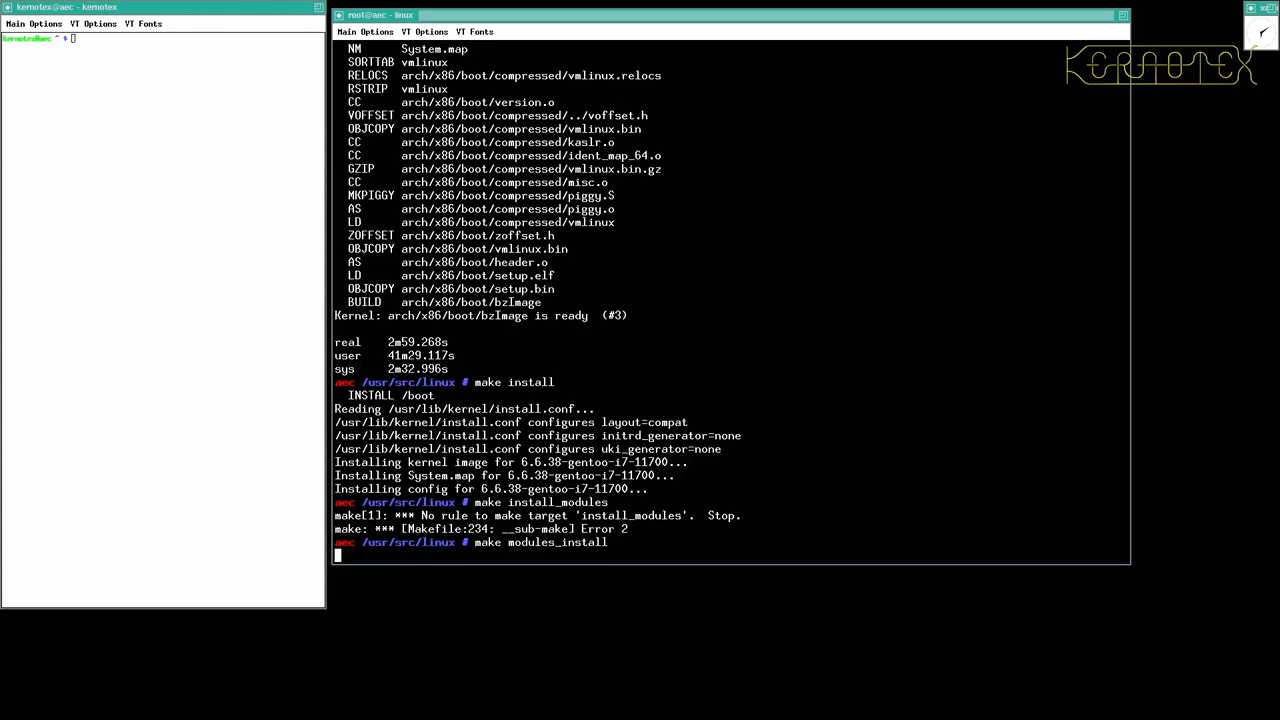 kernotex@aec - kernotex
Main Options  VT Options  VT Fonts
kernotex@aec ~ $
root@aec - linux
Main Options  VT Options  VT Fonts
NM      System.map
SORTTAB vmlinux
RELOCS  arch/x86/boot/compressed/vmlinux.relocs
RSTRIP  vmlinux
CC      arch/x86/boot/version.o
VOFFSET arch/x86/boot/compressed/../voffset.h
OBJCOPY arch/x86/boot/compressed/vmlinux.bin
CC      arch/x86/boot/compressed/kaslr.o
CC      arch/x86/boot/compressed/ident_map_64.o
GZIP    arch/x86/boot/compressed/vmlinux.bin.gz
CC      arch/x86/boot/compressed/misc.o
MKPIGGY arch/x86/boot/compressed/piggy.S
AS      arch/x86/boot/compressed/piggy.o
LD      arch/x86/boot/compressed/vmlinux
ZOFFSET arch/x86/boot/zoffset.h
OBJCOPY arch/x86/boot/vmlinux.bin
AS      arch/x86/boot/header.o
LD      arch/x86/boot/setup.elf
OBJCOPY arch/x86/boot/setup.bin
BUILD   arch/x86/boot/bzImage
Kernel: arch/x86/boot/bzImage is ready  (#3)
real    2m59.268s
user    41m29.117s
sys     2m32.996s
aec /usr/src/linux # make install
INSTALL /boot
Reading /usr/lib/kernel/install.conf...
/usr/lib/kernel/install.conf configures layout=compat
/usr/lib/kernel/install.conf configures initrd_generator=none
/usr/lib/kernel/install.conf configures uki_generator=none
Installing kernel image for 6.6.38-gentoo-i7-11700...
Installing System.map for 6.6.38-gentoo-i7-11700...
Installing config for 6.6.38-gentoo-i7-11700...
aec /usr/src/linux # make install_modules
make[1]: *** No rule to make target 'install_modules'.  Stop.
make: *** [Makefile:234: __sub-make] Error 2
aec /usr/src/linux # make modules_install
KERNOTEX